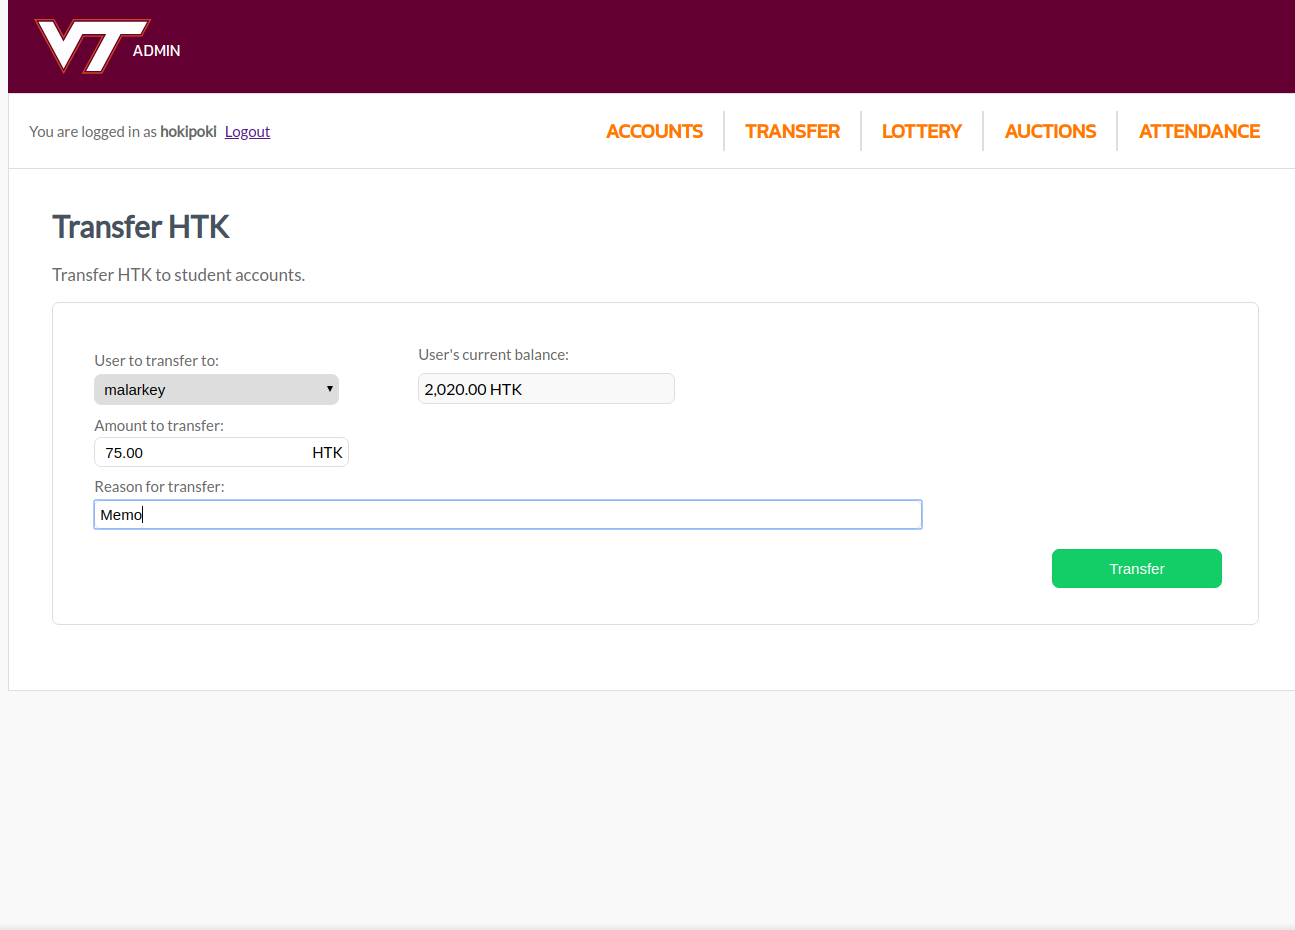 VT ADMIN
You are logged in as hokipoki Logout
ACCOUNTS TRANSFER LOTTERY AUCTIONS ATTENDANCE
Transfer HTK
Transfer HTK to student accounts.
User to transfer to:
malarkey
User's current balance:
2,020.00 HTK
Amount to transfer:
75.00 HTK
Reason for transfer:
Memo
Transfer